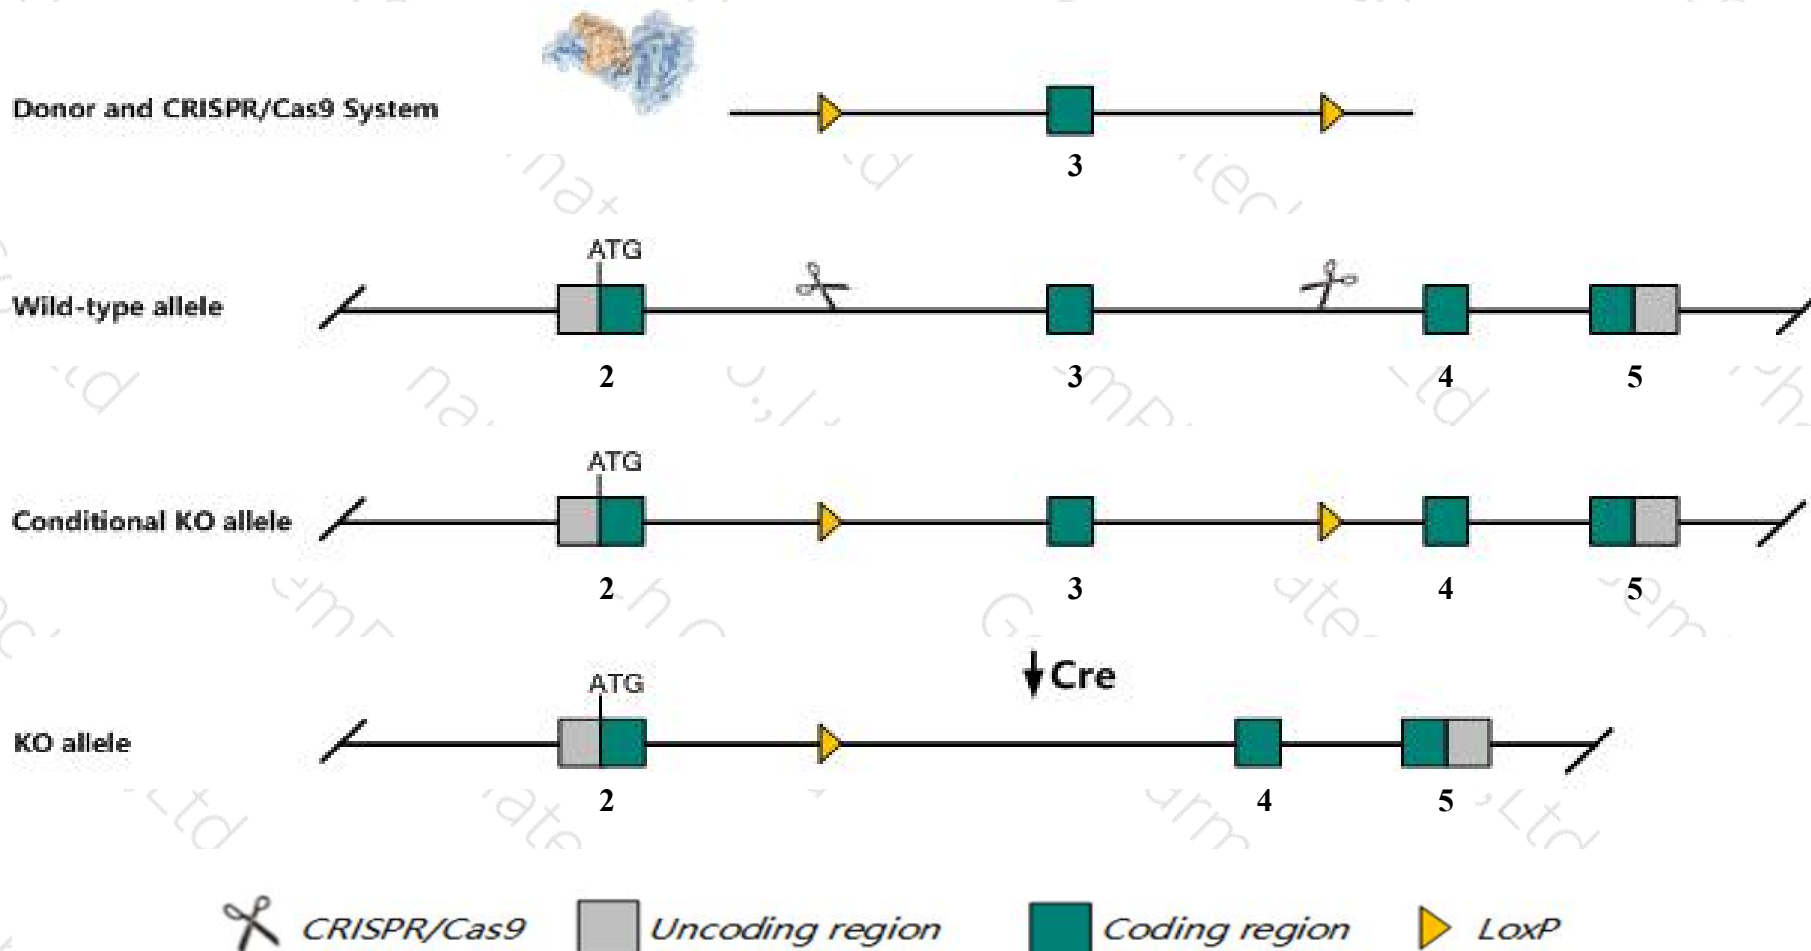 Donor and CRISPR/Cas9 System
3
ATG
Wild-type allele
2 3 4 5
ATG
Conditional KO allele
2 3 4 5
Cre
ATG
KO allele
2 4 5
CRISPR/Cas9 Uncoding region Coding region LoxP